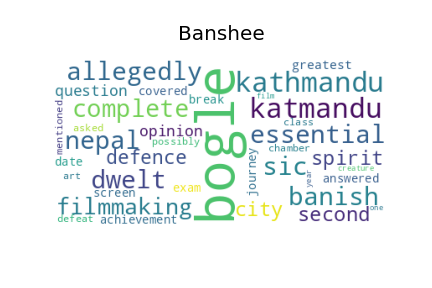 Banshee
allegedly
greatest
question
covered
film
kathmandu
break
complete
bogle
katmandu
class
mentioned
asked
opinion
essential
nepal
possibly
chamber
defence
sic
spirit
date
journey
creature
art
dwelt
exam
year
answered
screen
banish
filmmaking
city
second
one
defeat
achievement